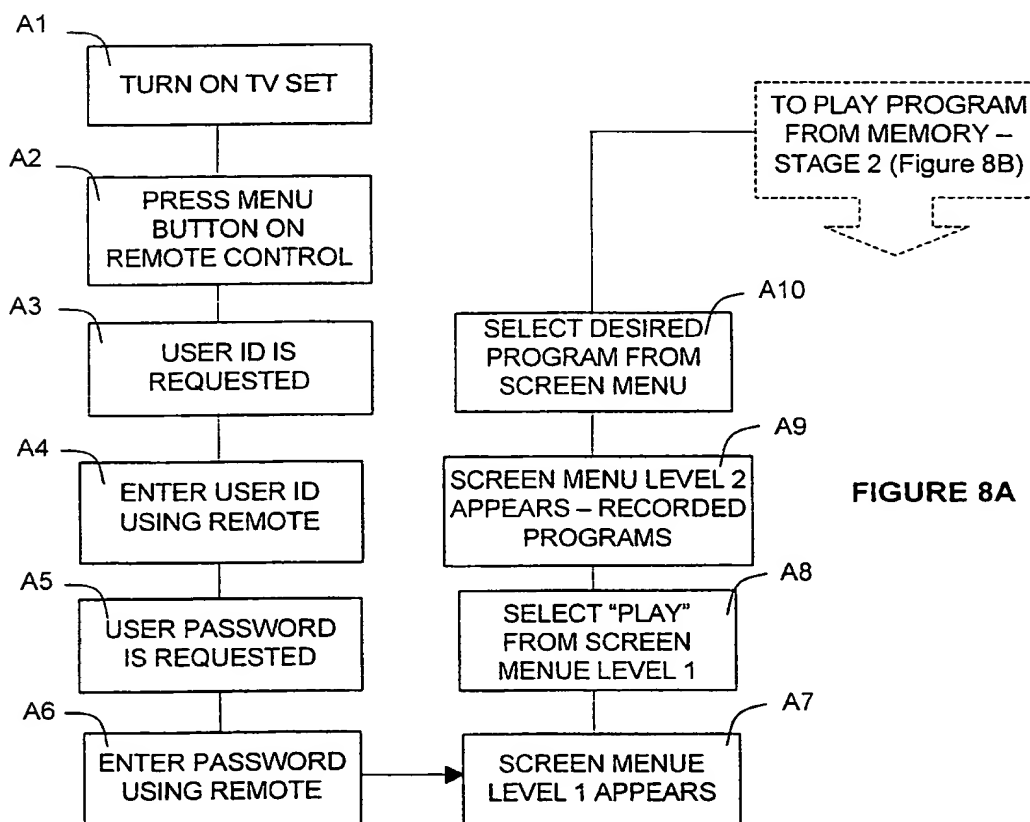 A1
TURN ON TV SET
A2
PRESS MENU
BUTTON ON
REMOTE CONTROL
A3
USER ID IS
REQUESTED
A4
ENTER USER ID
USING REMOTE
A5
USER PASSWORD
IS REQUESTED
A6
ENTER PASSWORD
USING REMOTE
A7
SCREEN MENUE
LEVEL 1 APPEARS
A8
SELECT “PLAY”
FROM SCREEN
MENUE LEVEL 1
A9
SCREEN MENU LEVEL 2
APPEARS – RECORDED
PROGRAMS
A10
SELECT DESIRED
PROGRAM FROM
SCREEN MENU
TO PLAY PROGRAM
FROM MEMORY –
STAGE 2 (Figure 8B)
FIGURE 8A